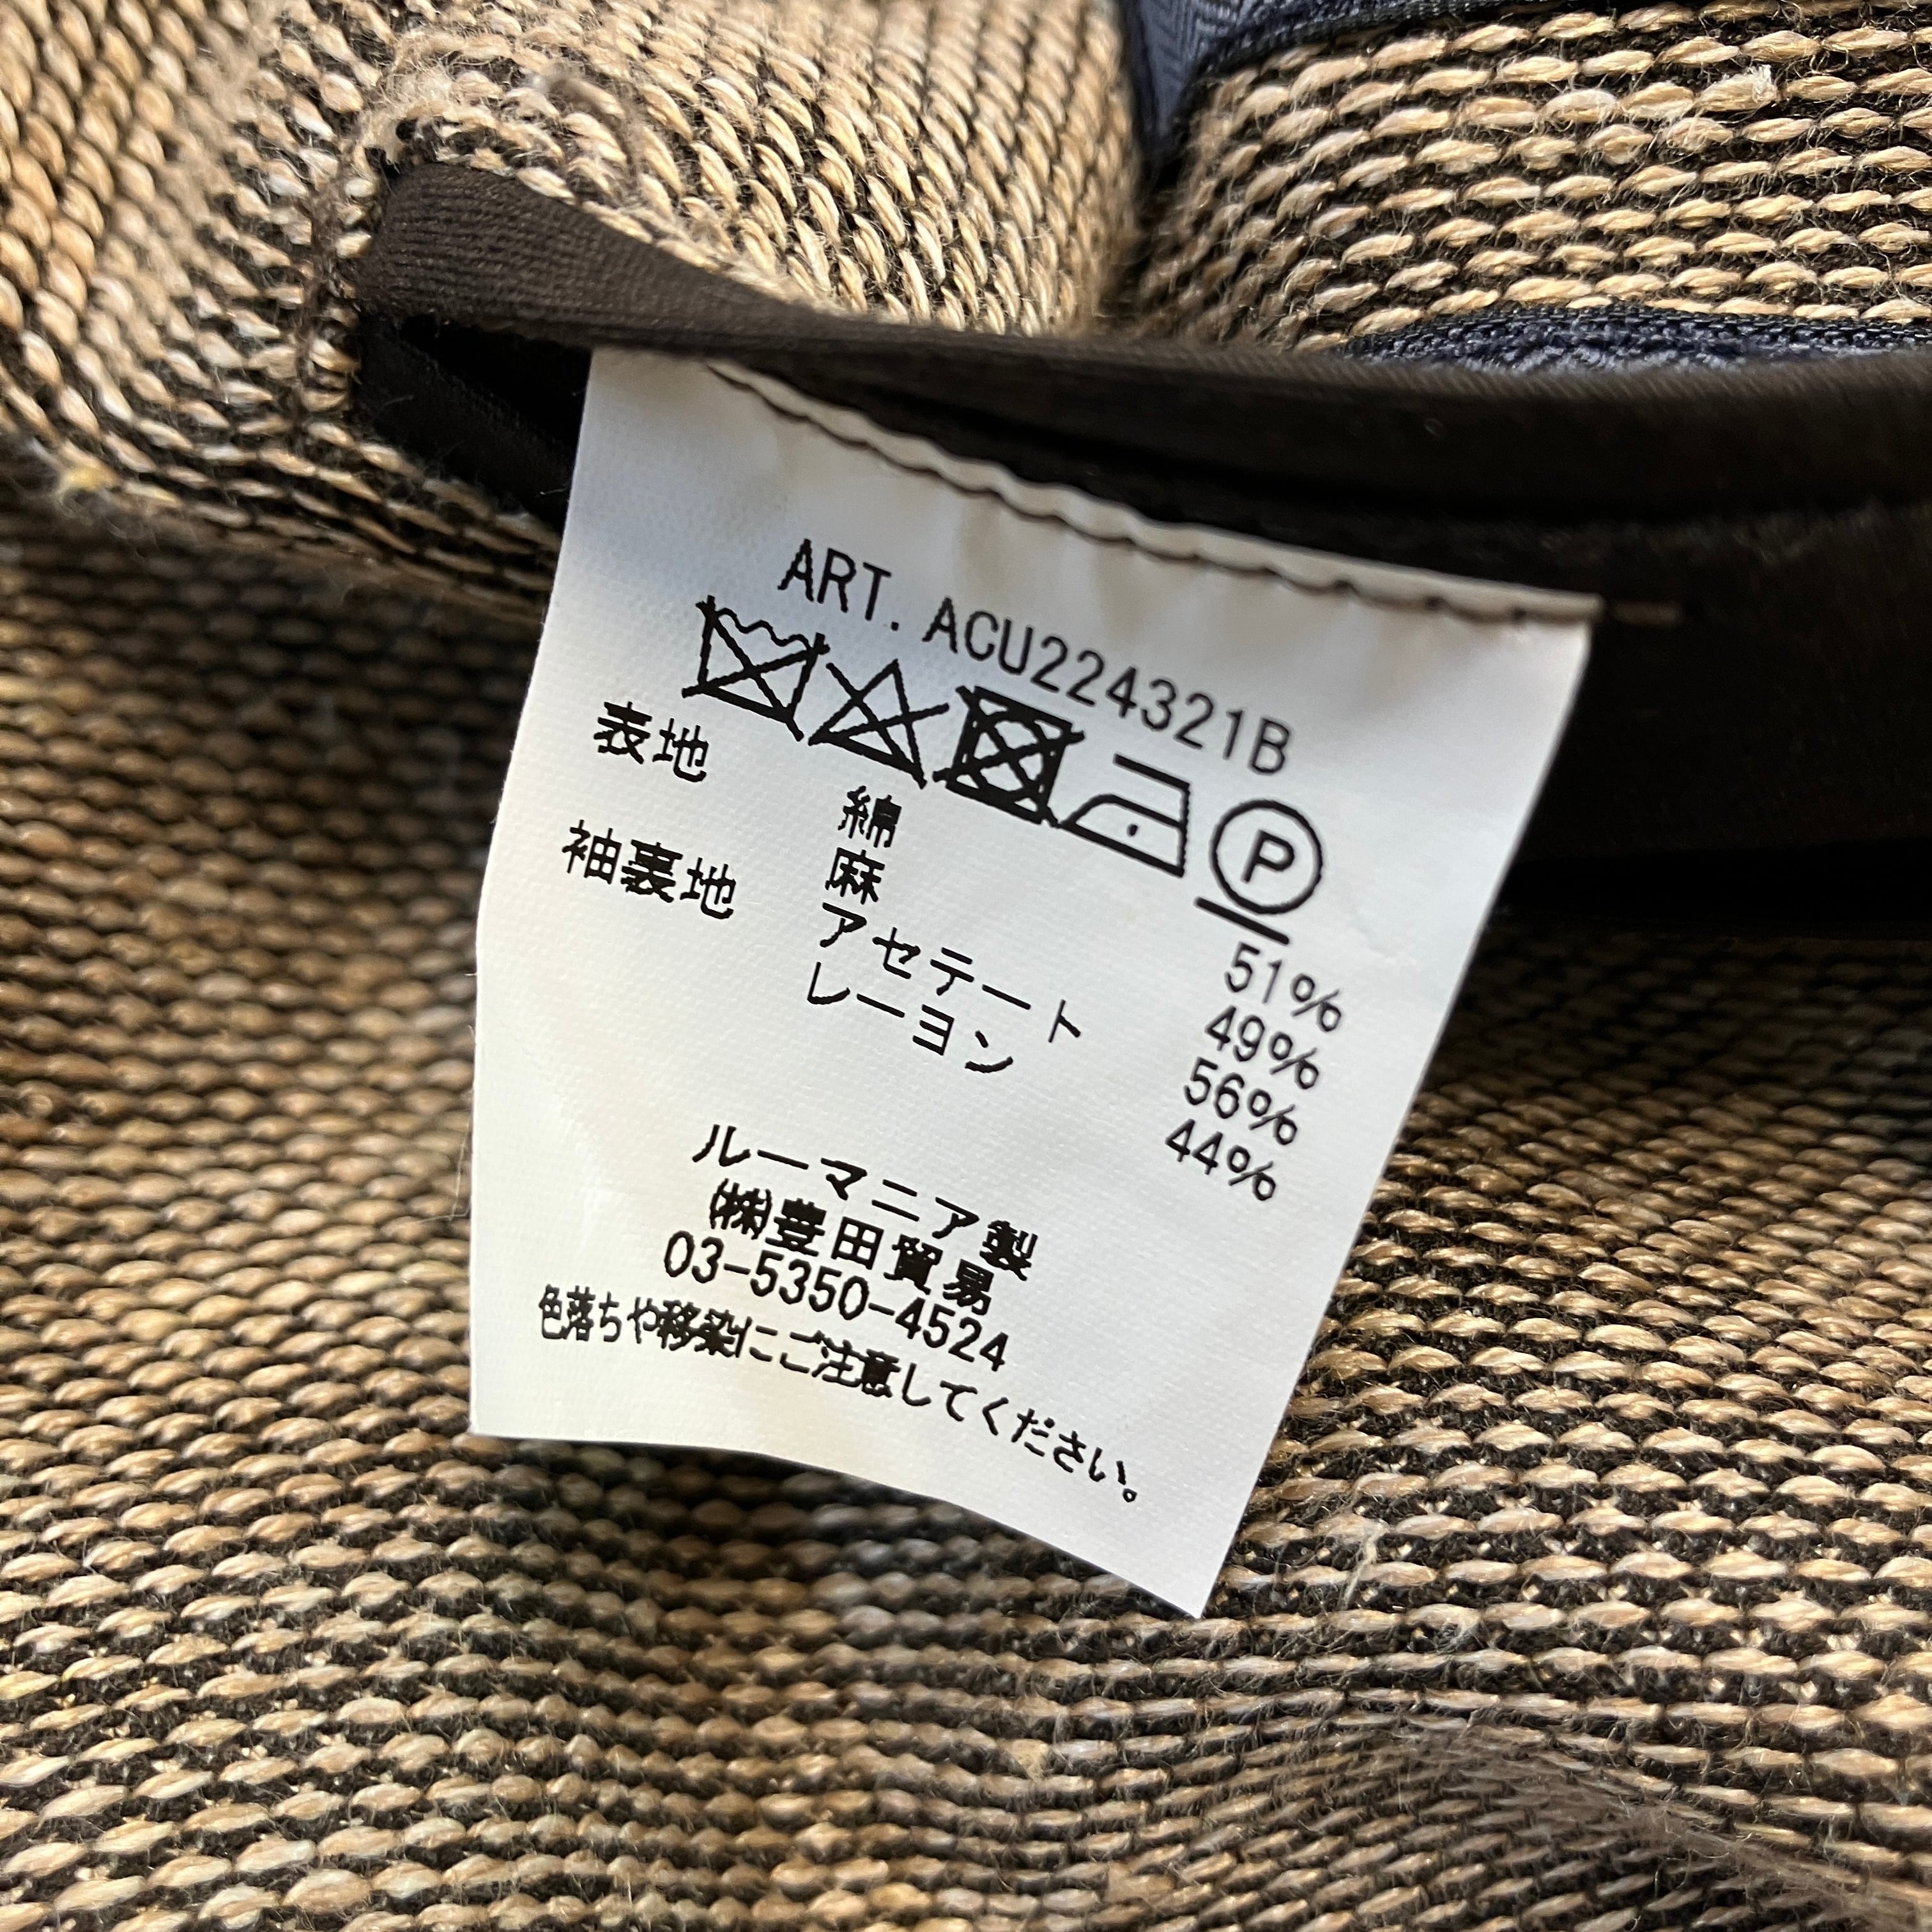 ART. ACU224321B
P
表地 綿 51%
麻 49%
袖裏地 アセテート 56%
レーヨン 44%
ルーマニア製
(株)豊田貿易
03-5350-4524
色落ちや移染にご注意してください。